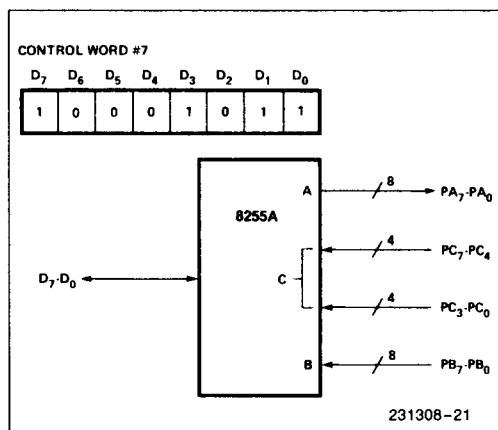 CONTROL WORD #7
D7 D6 D5 D4 D3 D2 D1 D0
1 0 0 0 1 0 1 1
A 8 PA7-PA0
8255A
4 PC7-PC4
D7-D0 C
4 PC3-PC0
B 8 PB7-PB0
231308-21